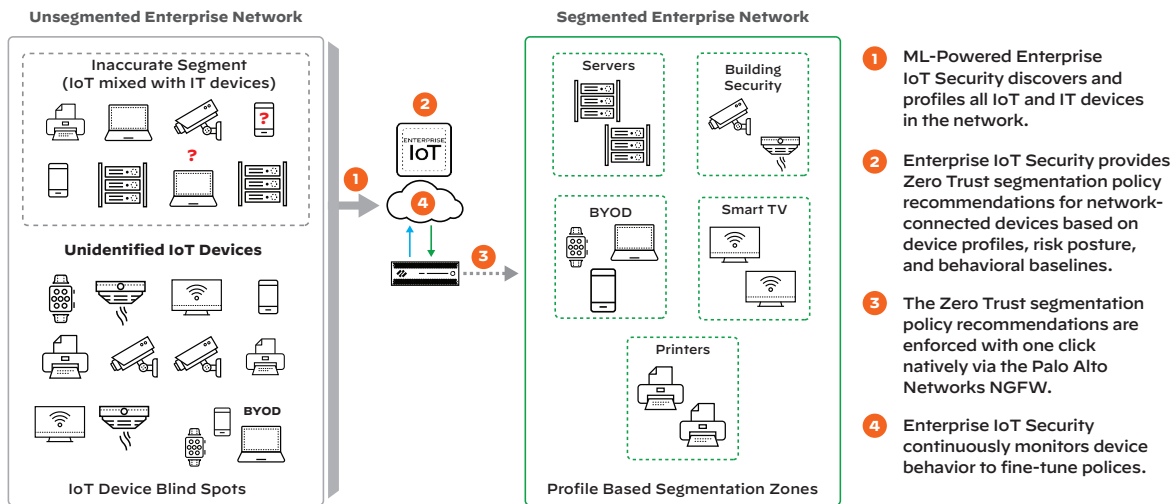 Unsegmented Enterprise Network
Inaccurate Segment
(IoT mixed with IT devices)
?
?
Unidentified IoT Devices
BYOD
IoT Device Blind Spots
1
2
ENTERPRISE
IoT
4
3
Segmented Enterprise Network
Servers
Building
Security
BYOD
Smart TV
Printers
Profile Based Segmentation Zones
1
ML-Powered Enterprise
IoT Security discovers and
profiles all IoT and IT devices
in the network.
2
Enterprise IoT Security provides
Zero Trust segmentation policy
recommendations for network-
connected devices based on
device profiles, risk posture,
and behavioral baselines.
3
The Zero Trust segmentation
policy recommendations are
enforced with one click
natively via the Palo Alto
Networks NGFW.
4
Enterprise IoT Security
continuously monitors device
behavior to fine-tune polices.